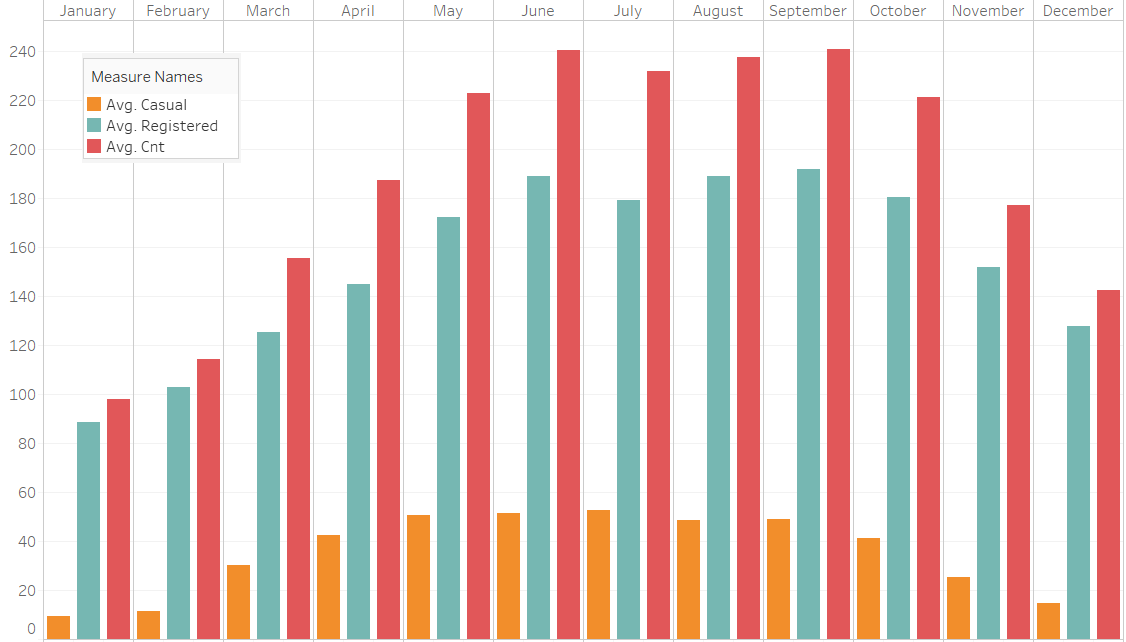 January February March April May June July August September October November December
240
220
200
180
160
140
120
100
80
60
40
20
0
Measure Names
Avg. Casual
Avg. Registered
Avg. Cnt